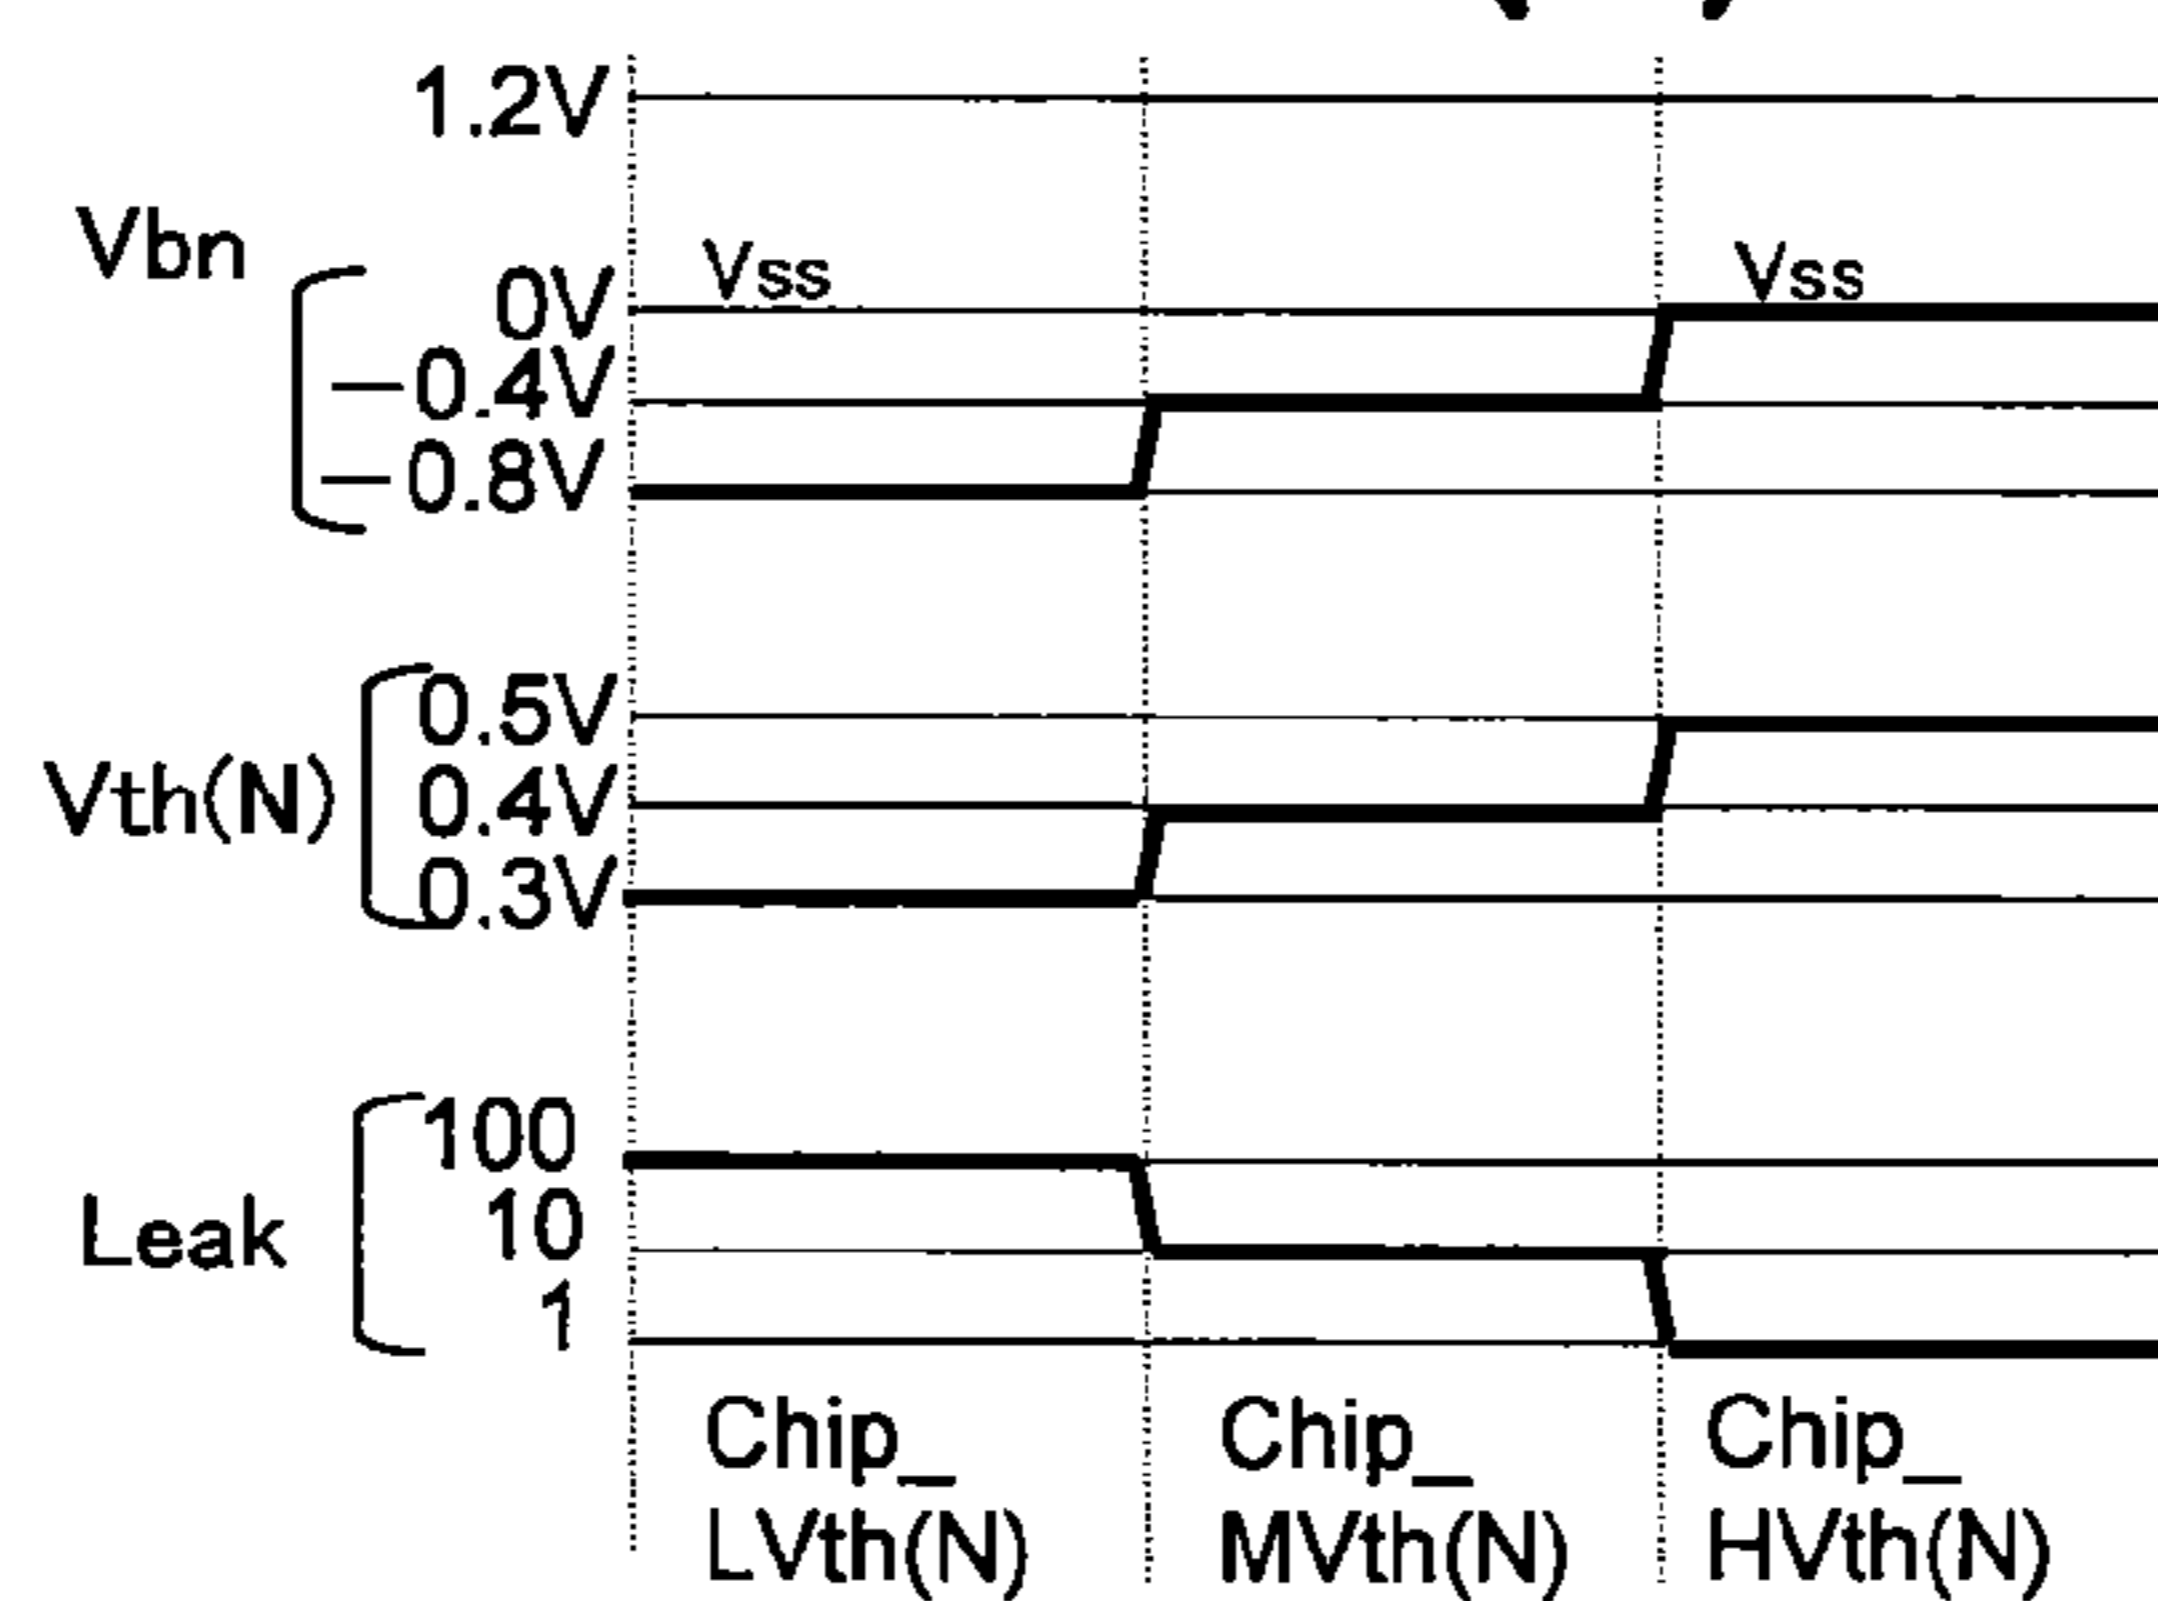 1.2V
Vbn
0V
Vss
Vss
—0.4V
—0.8V
0.5V
Vth(N)
0.4V
0.3V
100
Leak
10
1
Chip_
LVth(N)
Chip_
MVth(N)
Chip_
HVth(N)